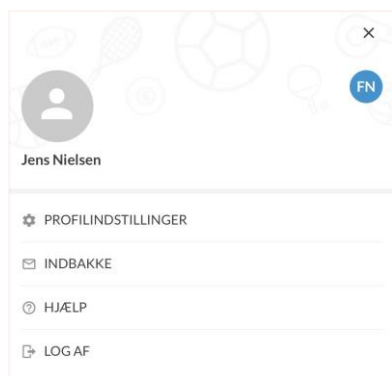 FN
Jens Nielsen
PROFILINDSTILLINGER
INDBAKKE
HJÆLP
LOG AF